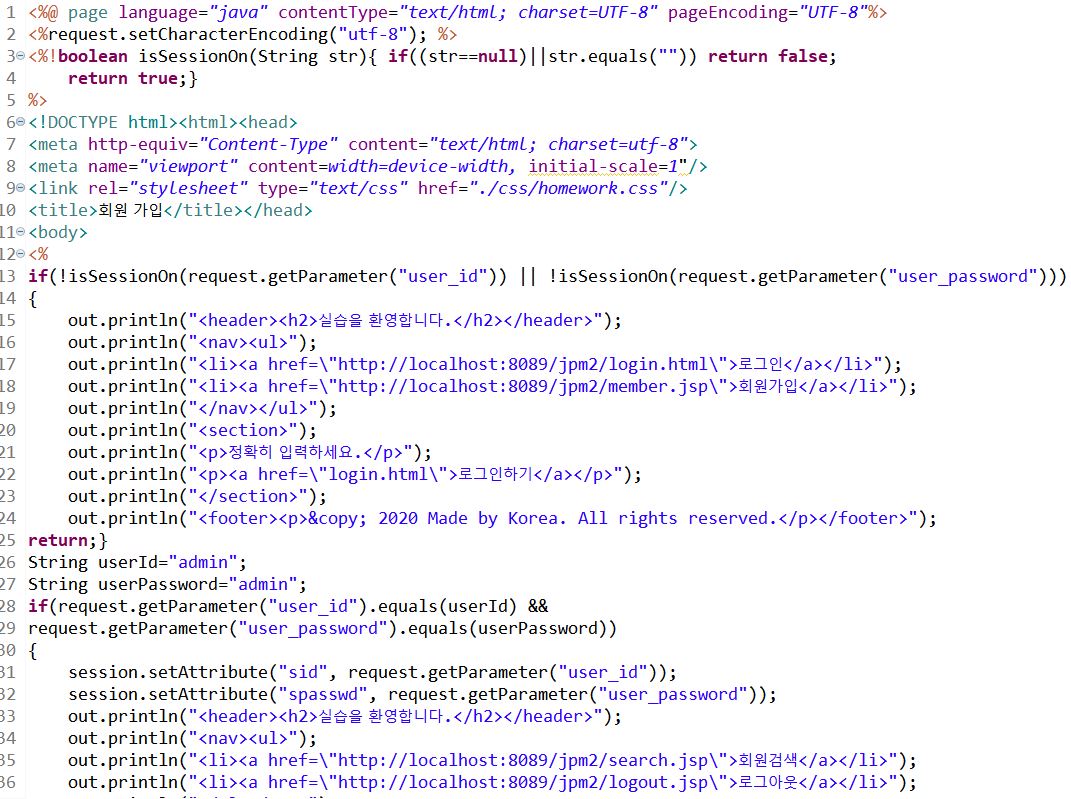 1 <%@ page language="java" contentType="text/html; charset=UTF-8" pageEncoding="UTF-8"%>
2 <%request.setCharacterEncoding("utf-8"); %>
3 <%!boolean isSessionOn(String str){ if((str==null)||str.equals("")) return false;
4     return true;}
5 %>
6 <!DOCTYPE html><html><head>
7 <meta http-equiv="Content-Type" content="text/html; charset=utf-8">
8 <meta name="viewport" content=width=device-width, initial-scale=1"/>
9 <link rel="stylesheet" type="text/css" href="./css/homework.css"/>
10 <title>회원 가입</title></head>
11 <body>
12 <%
13 if(!isSessionOn(request.getParameter("user_id")) || !isSessionOn(request.getParameter("user_password")))
14 {
15     out.println("<header><h2>실습을 환영합니다.</h2></header>");
16     out.println("<nav><ul>");
17     out.println("<li><a href=\"http://localhost:8089/jpm2/login.html\">로그인</a></li>");
18     out.println("<li><a href=\"http://localhost:8089/jpm2/member.jsp\">회원가입</a></li>");
19     out.println("</nav></ul>");
20     out.println("<section>");
21     out.println("<p>정확히 입력하세요.</p>");
22     out.println("<p><a href=\"login.html\">로그인하기</a></p>");
23     out.println("</section>");
24     out.println("<footer><p>&copy; 2020 Made by Korea. All rights reserved.</p></footer>");
25 return;}
26 String userId="admin";
27 String userPassword="admin";
28 if(request.getParameter("user_id").equals(userId) &&
29 request.getParameter("user_password").equals(userPassword))
30 {
31     session.setAttribute("sid", request.getParameter("user_id"));
32     session.setAttribute("spasswd", request.getParameter("user_password"));
33     out.println("<header><h2>실습을 환영합니다.</h2></header>");
34     out.println("<nav><ul>");
35     out.println("<li><a href=\"http://localhost:8089/jpm2/search.jsp\">회원검색</a></li>");
36     out.println("<li><a href=\"http://localhost:8089/jpm2/logout.jsp\">로그아웃</a></li>");